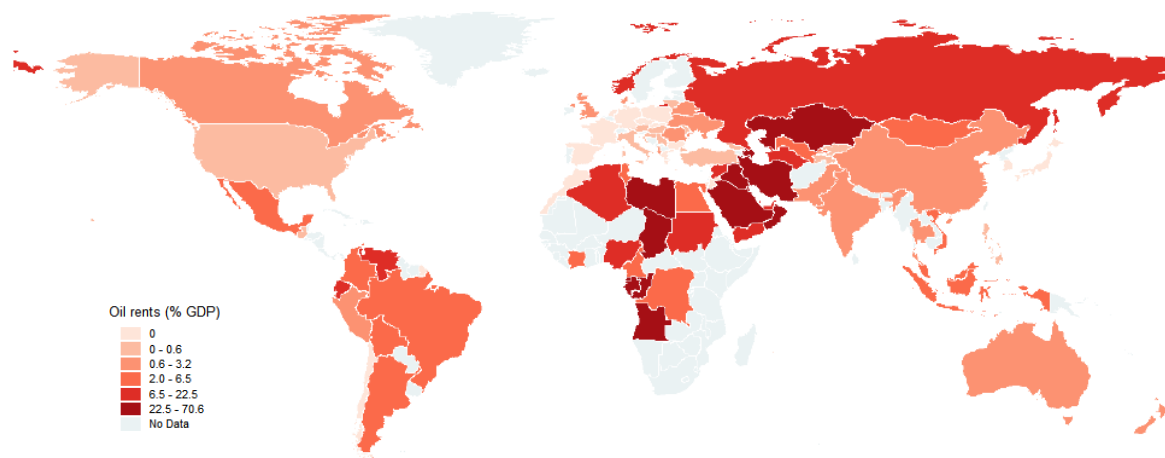 Oil rents (% GDP)
0
0 - 0.6
0.6 - 3.2
2.0 - 6.5
6.5 - 22.5
22.5 - 70.6
No Data